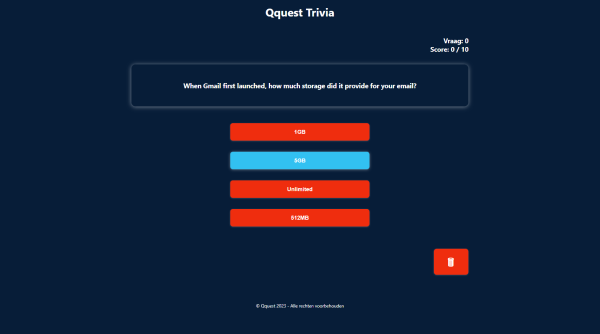 Qquest Trivia
Vraag: 0
Score: 0 / 10
When Gmail first launched, how much storage did it provide for your email?
1GB
5GB
Unlimited
512MB
© Qquest 2023 - Alle rechten voorbehouden